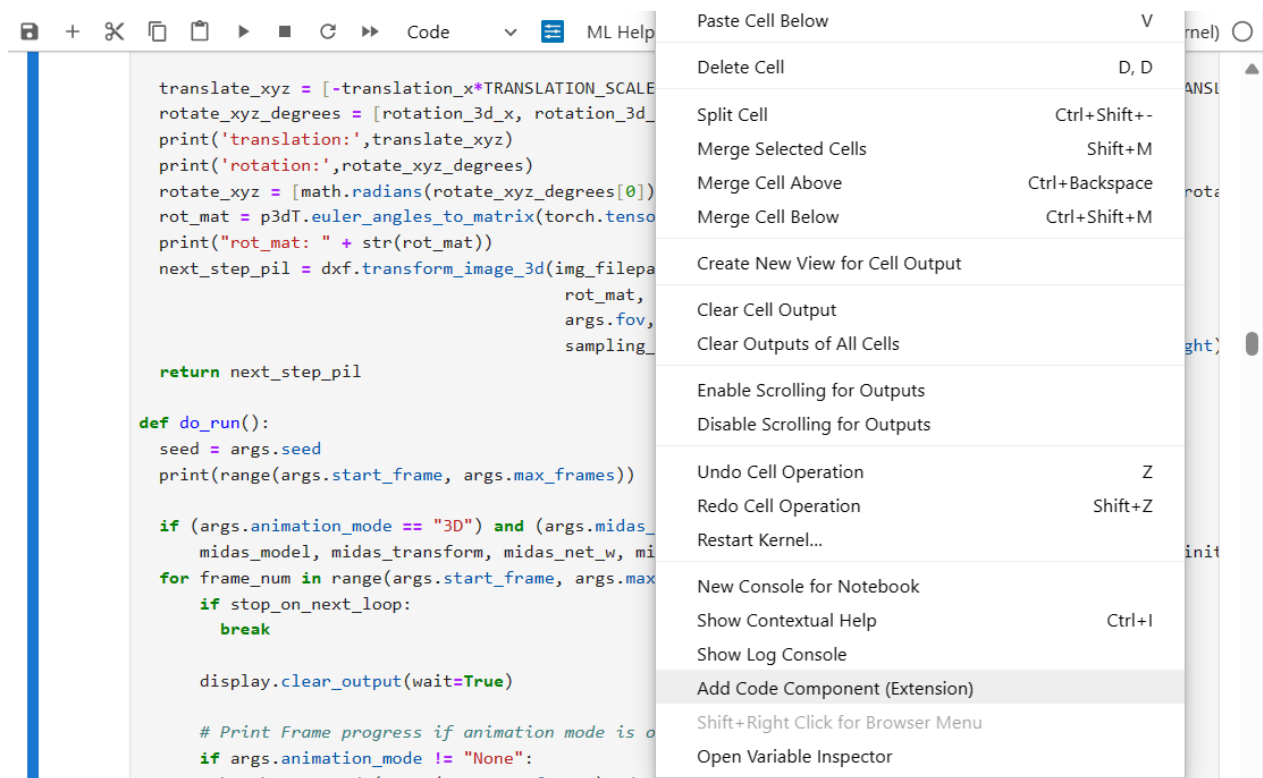 Code
ML Help
rnel)
translate_xyz = [-translation_x*TRANSLATION_SCALE
ANSL
rotate_xyz_degrees = [rotation_3d_x, rotation_3d_
print('translation:',translate_xyz)
print('rotation:',rotate_xyz_degrees)
rotate_xyz = [math.radians(rotate_xyz_degrees[0])
rota
rot_mat = p3dT.euler_angles_to_matrix(torch.tenso
print("rot_mat: " + str(rot_mat))
next_step_pil = dxf.transform_image_3d(img_filepa
rot_mat,
args.fov,
sampling_
ght)
return next_step_pil
def do_run():
seed = args.seed
print(range(args.start_frame, args.max_frames))
if (args.animation_mode == "3D") and (args.midas_
midas_model, midas_transform, midas_net_w, mi
init
for frame_num in range(args.start_frame, args.max
if stop_on_next_loop:
break
display.clear_output(wait=True)
# Print Frame progress if animation mode is o
if args.animation_mode != "None":
Paste Cell Below V
Delete Cell D, D
Split Cell Ctrl+Shift+-
Merge Selected Cells Shift+M
Merge Cell Above Ctrl+Backspace
Merge Cell Below Ctrl+Shift+M
Create New View for Cell Output
Clear Cell Output
Clear Outputs of All Cells
Enable Scrolling for Outputs
Disable Scrolling for Outputs
Undo Cell Operation Z
Redo Cell Operation Shift+Z
Restart Kernel...
New Console for Notebook
Show Contextual Help Ctrl+I
Show Log Console
Add Code Component (Extension)
Shift+Right Click for Browser Menu
Open Variable Inspector